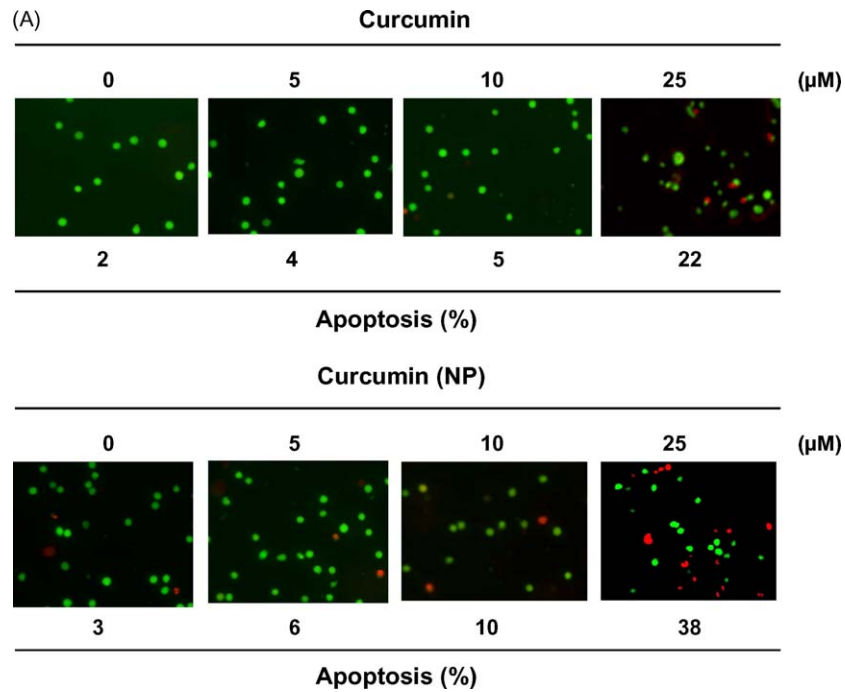 (A)
Curcumin
0 5 10 25 (µM)
2 4 5 22
Apoptosis (%)
Curcumin (NP)
0 5 10 25 (µM)
3 6 10 38
Apoptosis (%)